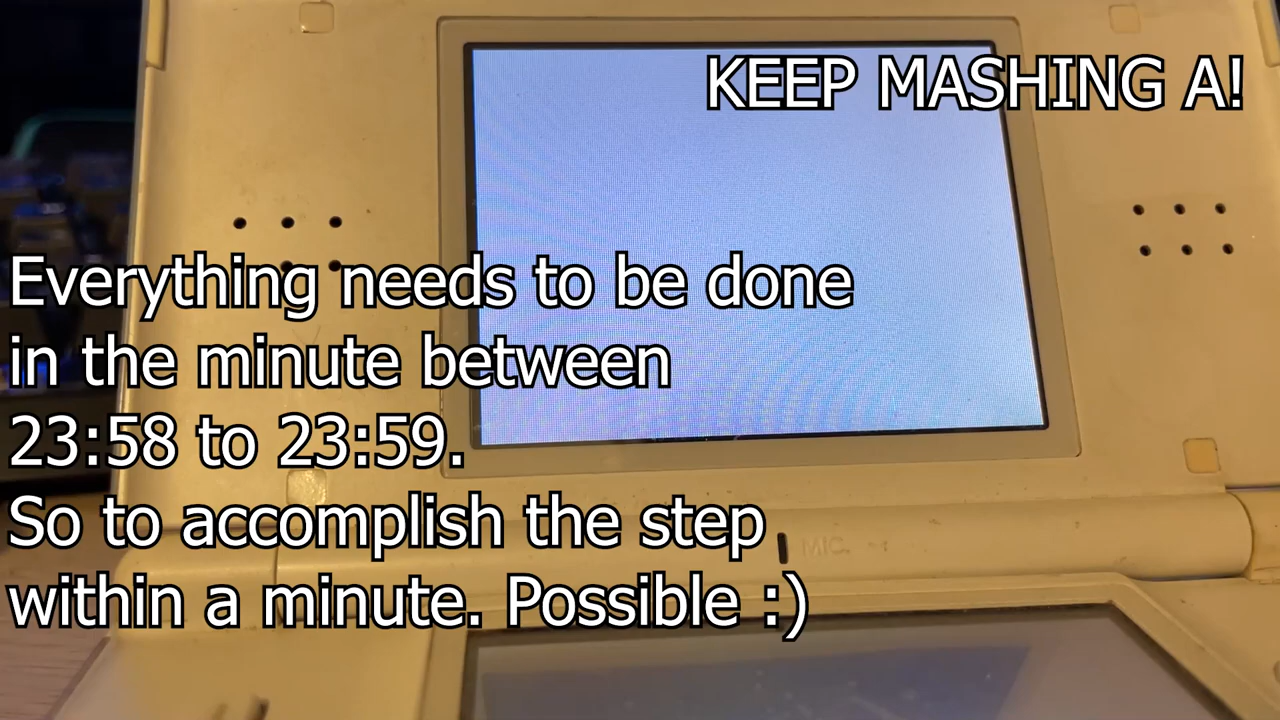 KEEP MASHING A!
Everything needs to be done
in the minute between
23:58 to 23:59.
So to accomplish the step
within a minute. Possible :)
MIC.